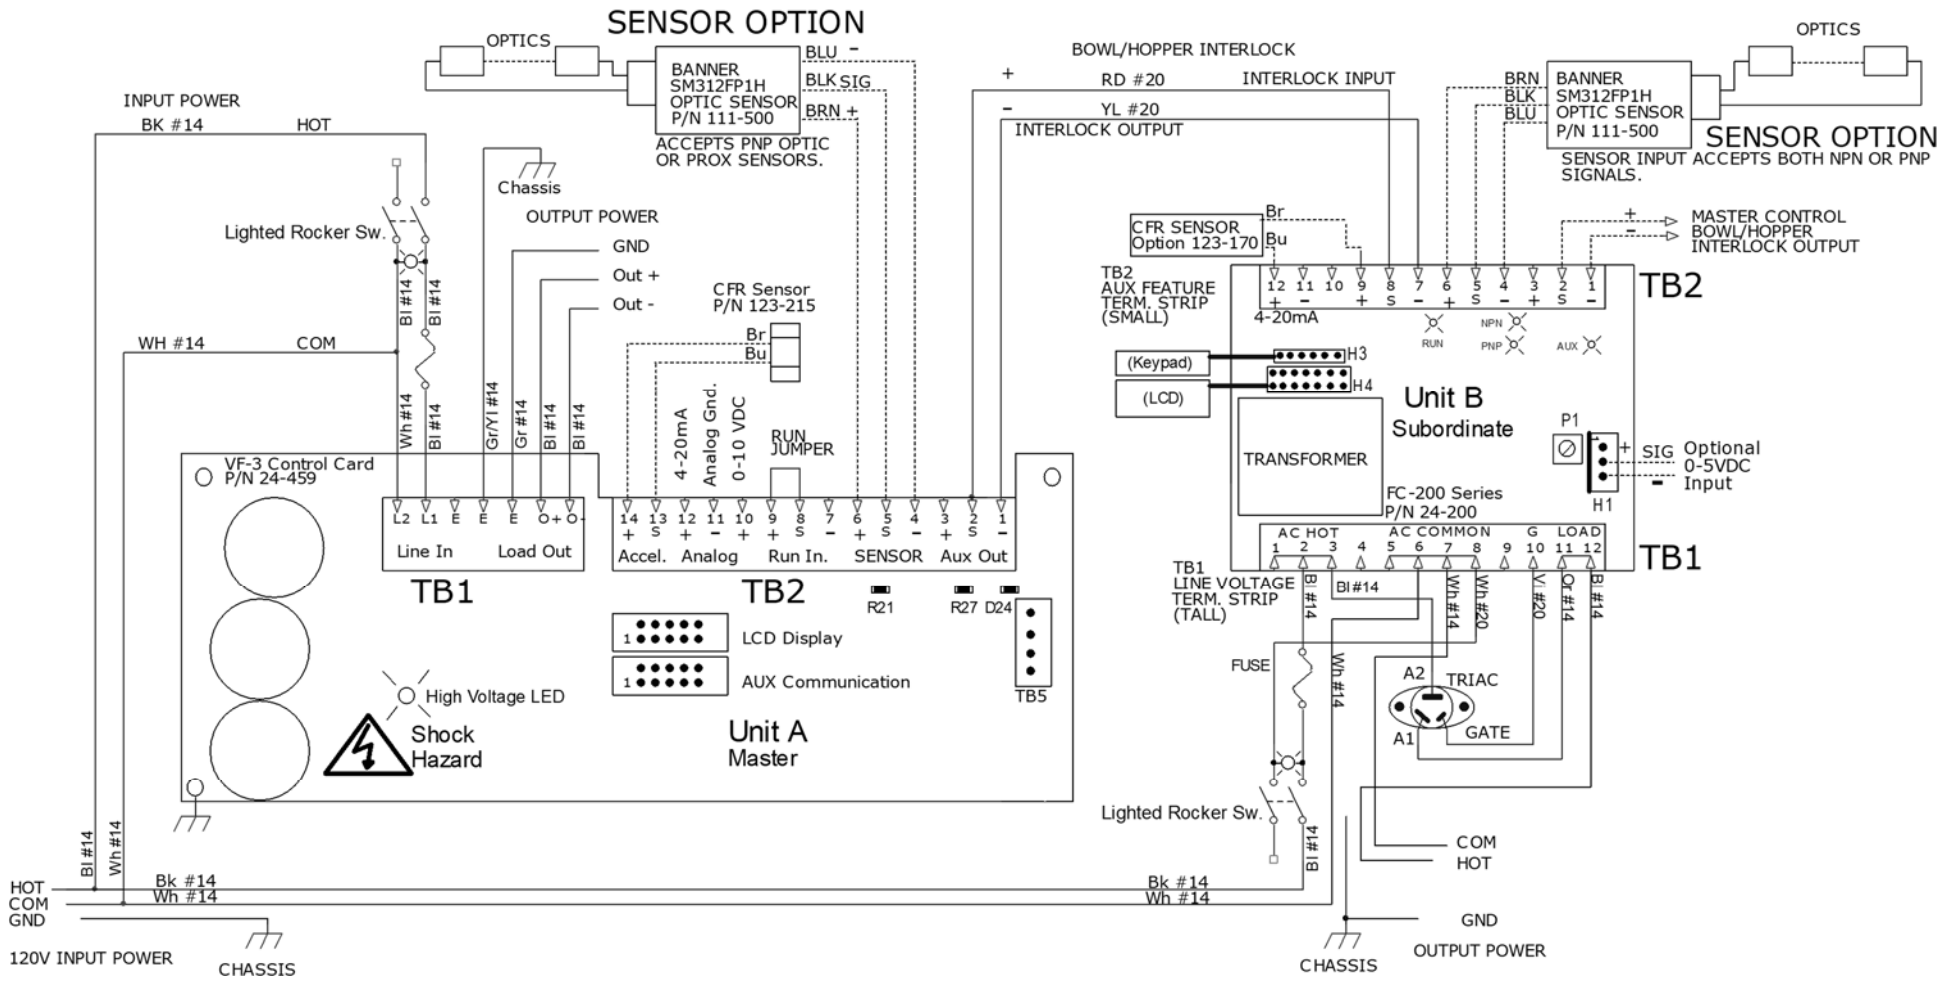 SENSOR OPTION
OPTICS
BANNER
SM312FP1H
OPTIC SENSOR
P/N 111-500
BLU -
BLK SIG
BRN +
ACCEPTS PNP OPTIC
OR PROX SENSORS.
BOWL/HOPPER INTERLOCK
+ RD #20 INTERLOCK INPUT
- YL #20
INTERLOCK OUTPUT
OPTICS
BRN
BLK
BLU
BANNER
SM312FP1H
OPTIC SENSOR
P/N 111-500
SENSOR OPTION
SENSOR INPUT ACCEPTS BOTH NPN OR PNP
SIGNALS.
INPUT POWER
BK #14 HOT
Chassis
Lighted Rocker Sw.
OUTPUT POWER
GND
Out +
Out -
Bl #14
Bl #14
WH #14 COM
Wh #14
Bl #14
Gr/Yl #14
Gr #14
Bl #14
Bl #14
CFR Sensor
P/N 123-215
Br
Bu
4-20mA
Analog Gnd.
0-10 VDC
RUN
JUMPER
CFR SENSOR
Option 123-170
Br
Bu
+ MASTER CONTROL
- BOWL/HOPPER
INTERLOCK OUTPUT
TB2
AUX FEATURE
TERM. STRIP
(SMALL)
12 11 10 9 8 7 6 5 4 3 2 1
+ - + S - + S - + S -
TB2
4-20mA
RUN
NPN
PNP
AUX
(Keypad)
H3
(LCD)
H4
Unit B
Subordinate
TRANSFORMER
P1
1
+ SIG Optional
0-5VDC
- Input
H1
FC-200 Series
P/N 24-200
AC HOT AC COMMON G LOAD
1 2 3 4 5 6 7 8 9 10 11 12
TB1
TB1
LINE VOLTAGE
TERM. STRIP
(TALL)
Bl #14
Bl #14
Wh #14
Wh #20
Vi #20
Or #14
Bl #14
FUSE
Wh #14
A2 TRIAC
A1 GATE
Lighted Rocker Sw.
Bl #14
COM
HOT
GND
OUTPUT POWER
CHASSIS
VF-3 Control Card
P/N 24-459
L2 L1 E E E O+ O-
Line In Load Out
TB1
14 13 12 11 10 9 8 7 6 5 4 3 2 1
+ S + - + + S - + S - + S -
Accel. Analog Run In. SENSOR Aux Out
TB2
R21 R27 D24
1 LCD Display
1 AUX Communication
TB5
High Voltage LED
Shock
Hazard
Unit A
Master
Bl #14
Wh #14
HOT Bk #14 Bk #14
COM Wh #14 Wh #14
GND
120V INPUT POWER
CHASSIS